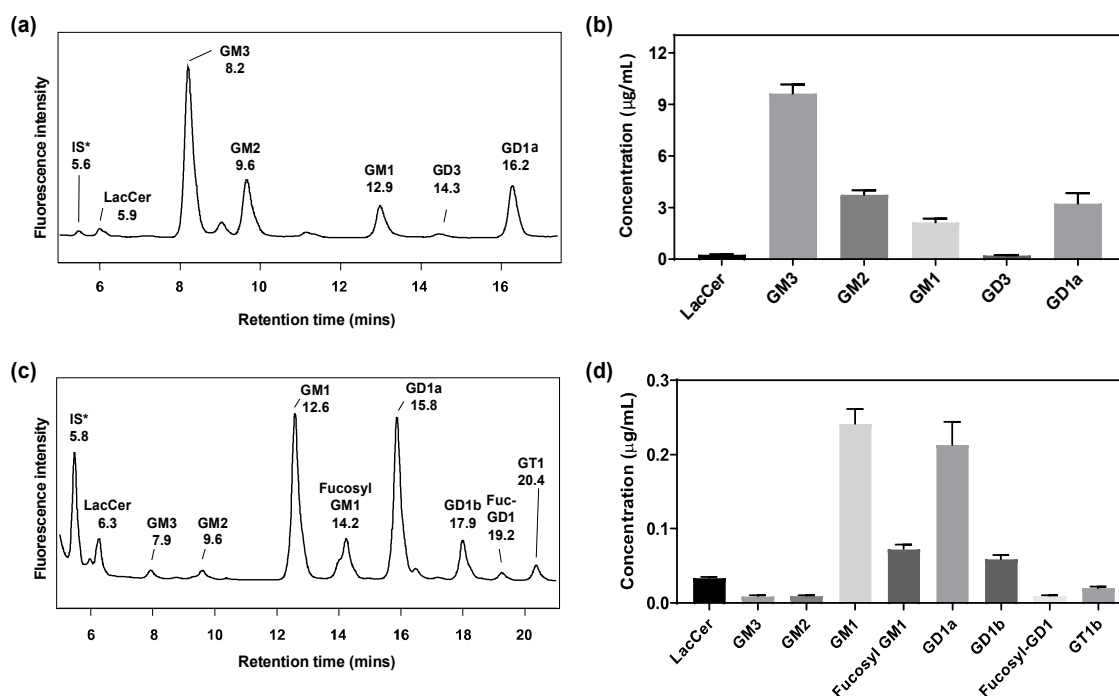 (a)
Fluorescence intensity
IS*
5.6
LacCer
5.9
GM3
8.2
GM2
9.6
GM1
12.9
GD3
14.3
GD1a
16.2
6 8 10 12 14 16
Retention time (mins)
(b)
Concentration (μg/mL)
12
9
6
3
0
LacCer
GM3
GM2
GM1
GD3
GD1a
(c)
Fluorescence intensity
IS*
5.8
LacCer
6.3
GM3
7.9
GM2
9.6
GM1
12.6
Fucosyl
GM1
14.2
GD1a
15.8
GD1b
17.9
Fuc-
GD1
19.2
GT1
20.4
6 8 10 12 14 16 18 20
Retention time (mins)
(d)
Concentration (μg/mL)
0.3
0.2
0.1
0.0
LacCer
GM3
GM2
GM1
Fucosyl GM1
GD1a
GD1b
Fucosyl-GD1
GT1b